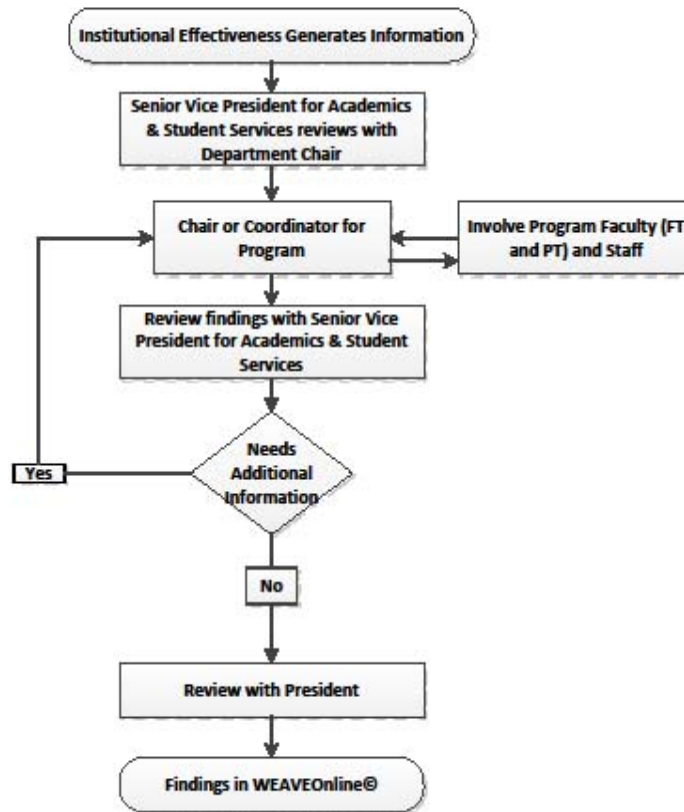 Institutional Effectiveness Generates Information
Senior Vice President for Academics
& Student Services reviews with
Department Chair
Chair or Coordinator for
Program
Involve Program Faculty (FT
and PT) and Staff
Review findings with Senior Vice
President for Academics & Student
Services
Needs
Additional
Information
Yes
No
Review with President
Findings in WEAVEOnline©